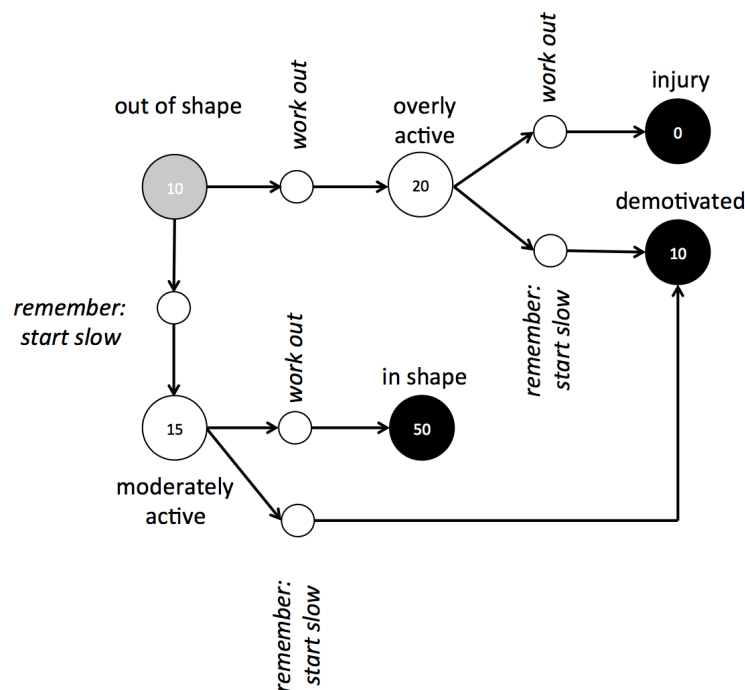 work out
work out
injury
out of shape
overly
active
0
10
20
demotivated
10
remember:
start slow
remember:
start slow
work out
in shape
15
50
moderately
active
remember:
start slow